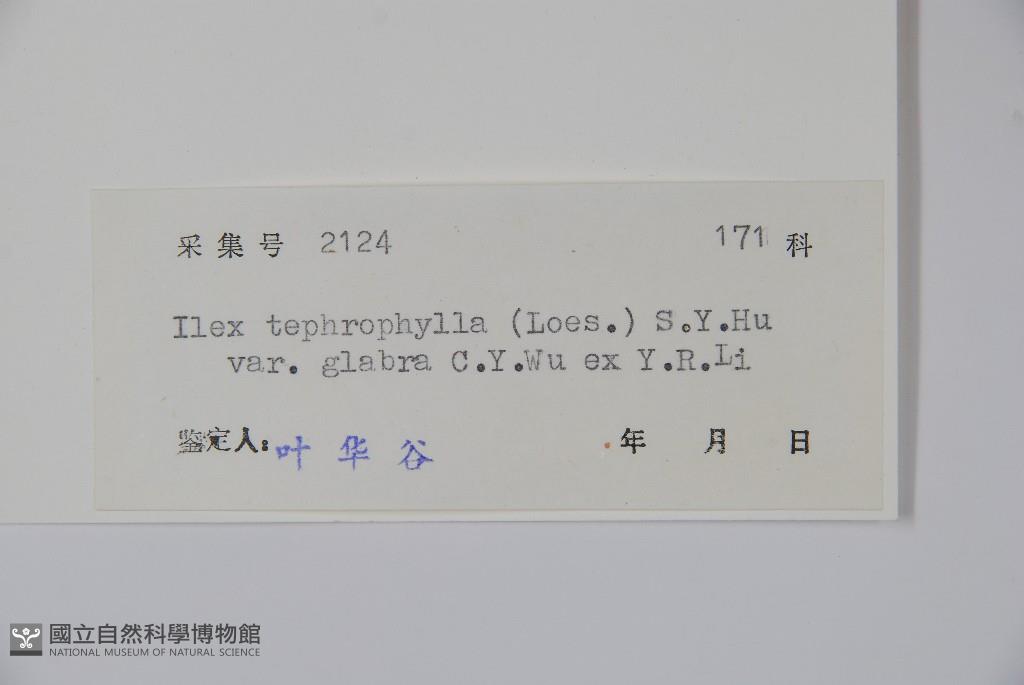 采集号 2124 171 科
Ilex tephrophylla (Loes.) S.Y.Hu
var. glabra C.Y.Wu ex Y.R.Li
鉴定人: 叶华谷 年 月 日
國立自然科學博物館
NATIONAL MUSEUM OF NATURAL SCIENCE